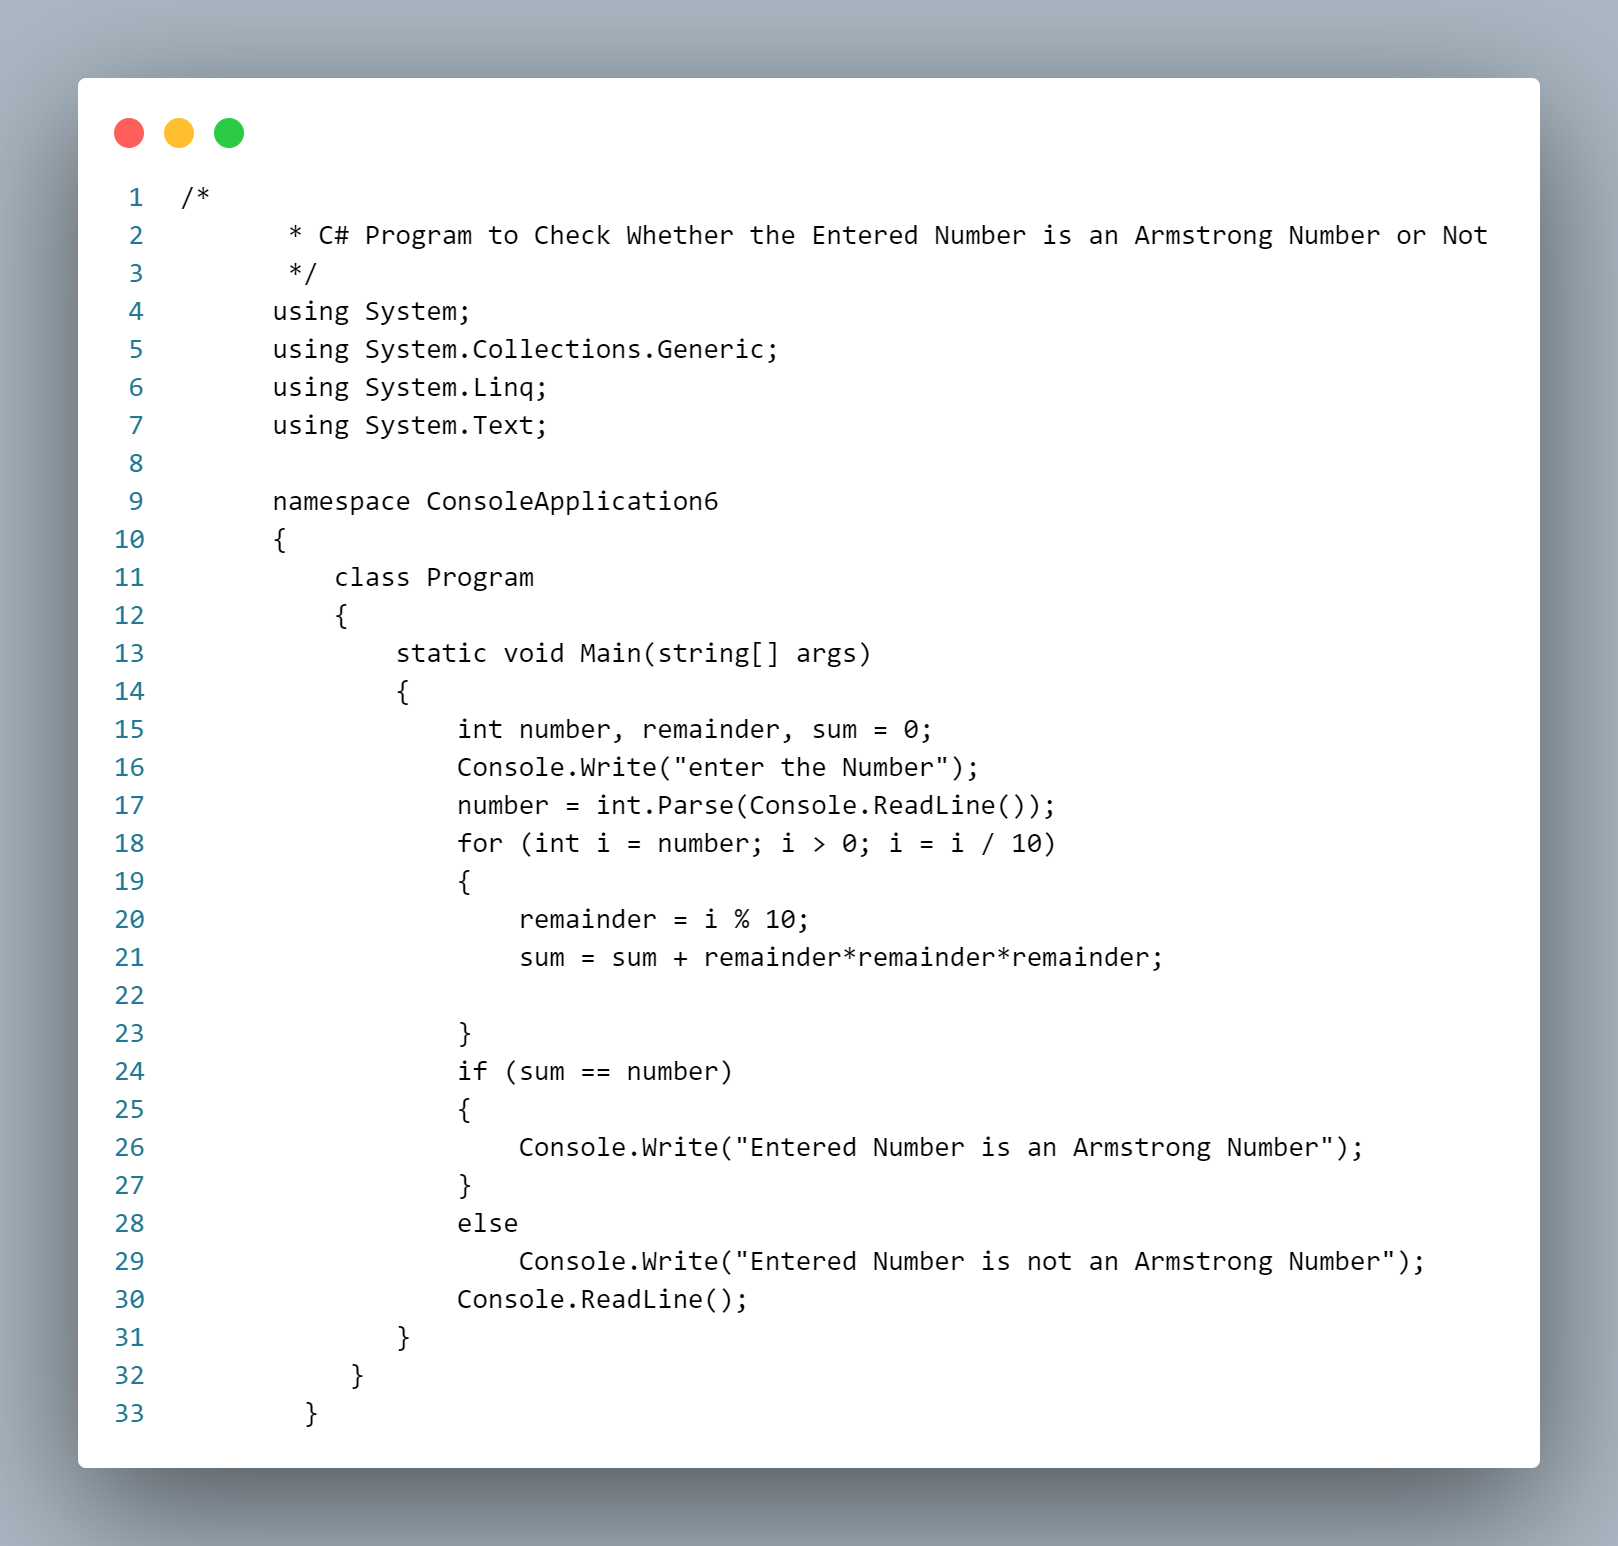 1 /*
2 * C# Program to Check Whether the Entered Number is an Armstrong Number or Not
3 */
4 using System;
5 using System.Collections.Generic;
6 using System.Linq;
7 using System.Text;
8
9 namespace ConsoleApplication6
10 {
11 class Program
12 {
13 static void Main(string[] args)
14 {
15 int number, remainder, sum = 0;
16 Console.Write("enter the Number");
17 number = int.Parse(Console.ReadLine());
18 for (int i = number; i > 0; i = i / 10)
19 {
20 remainder = i % 10;
21 sum = sum + remainder*remainder*remainder;
22
23 }
24 if (sum == number)
25 {
26 Console.Write("Entered Number is an Armstrong Number");
27 }
28 else
29 Console.Write("Entered Number is not an Armstrong Number");
30 Console.ReadLine();
31 }
32 }
33 }